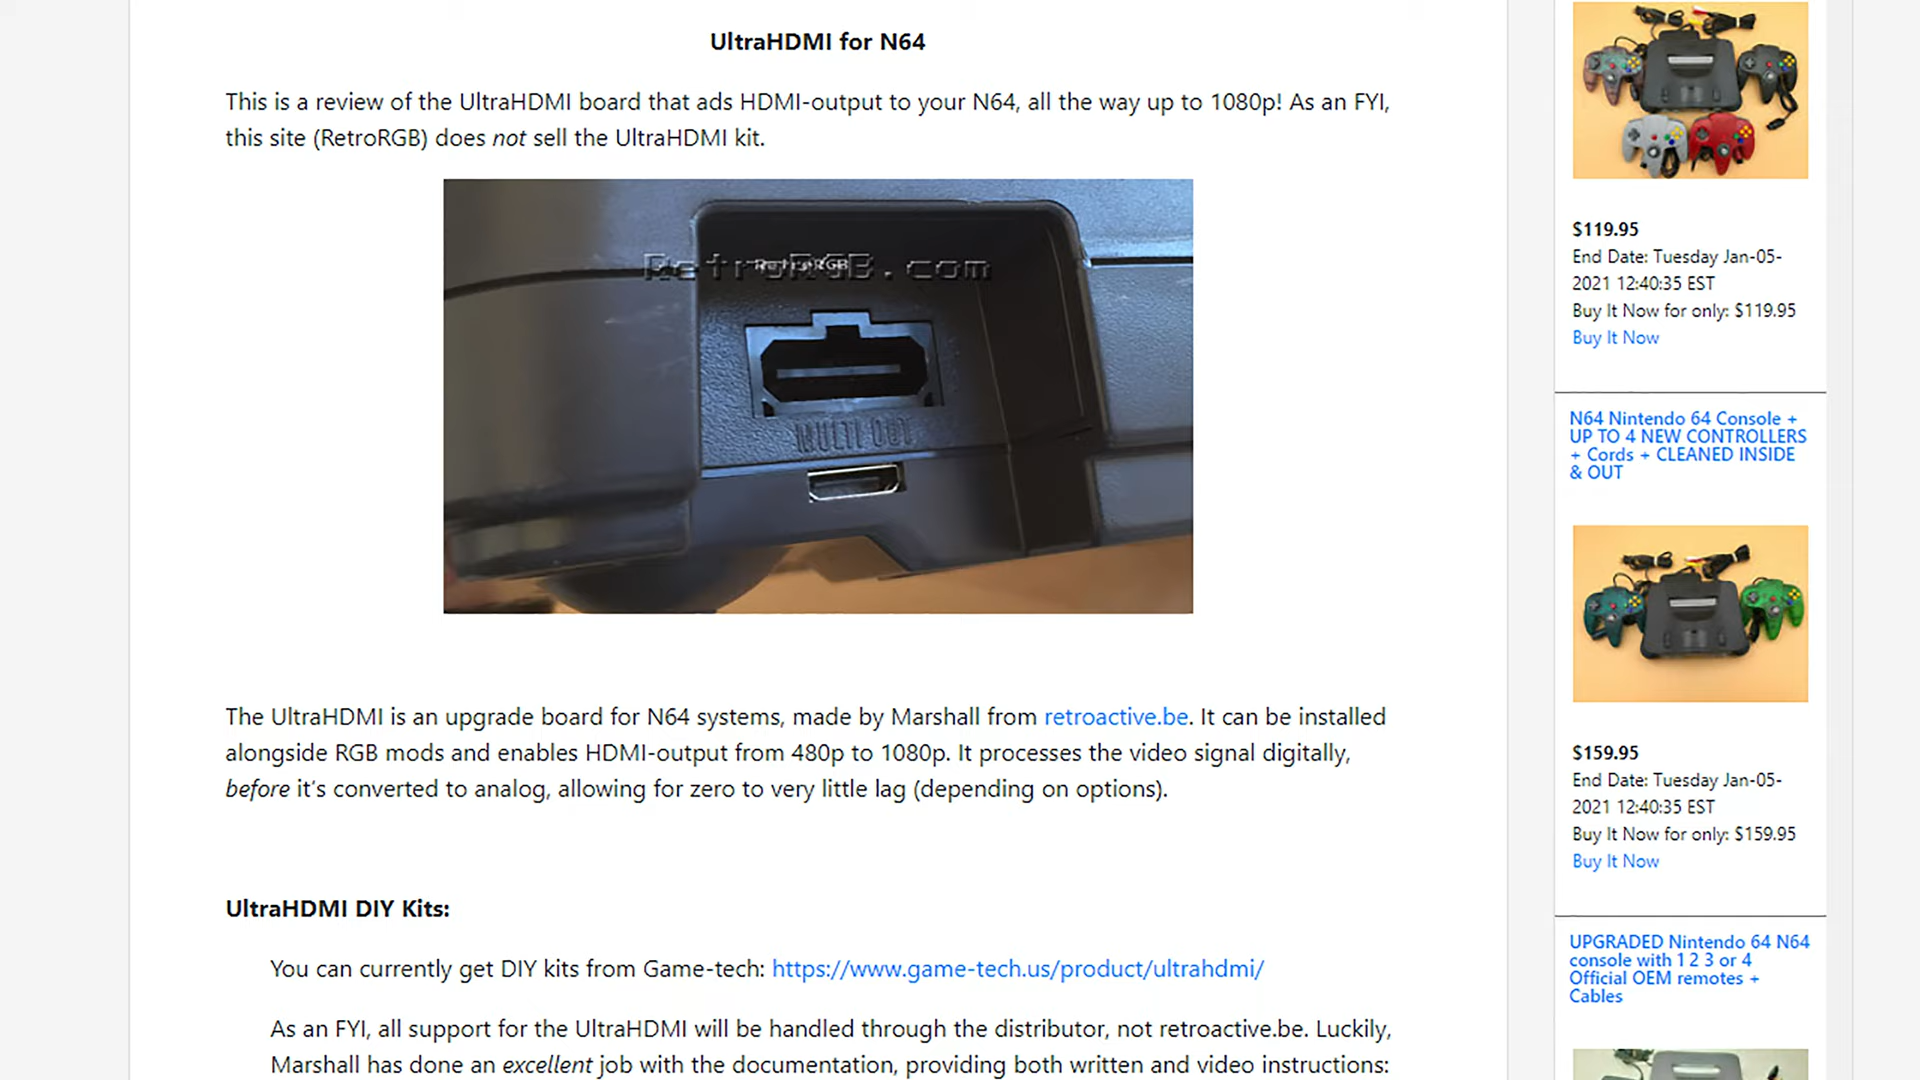 UltraHDMI for N64
This is a review of the UltraHDMI board that ads HDMI-output to your N64, all the way up to 1080p! As an FYI,
this site (RetroRGB) does not sell the UltraHDMI kit.
RetroRGB.com
RetroRGB
MULTI OUT
The UltraHDMI is an upgrade board for N64 systems, made by Marshall from retroactive.be. It can be installed
alongside RGB mods and enables HDMI-output from 480p to 1080p. It processes the video signal digitally,
before it’s converted to analog, allowing for zero to very little lag (depending on options).
UltraHDMI DIY Kits:
You can currently get DIY kits from Game-tech: https://www.game-tech.us/product/ultrahdmi/
As an FYI, all support for the UltraHDMI will be handled through the distributor, not retroactive.be. Luckily,
Marshall has done an excellent job with the documentation, providing both written and video instructions:
$119.95
End Date: Tuesday Jan-05-
2021 12:40:35 EST
Buy It Now for only: $119.95
Buy It Now
N64 Nintendo 64 Console +
UP TO 4 NEW CONTROLLERS
+ Cords + CLEANED INSIDE
& OUT
$159.95
End Date: Tuesday Jan-05-
2021 12:40:35 EST
Buy It Now for only: $159.95
Buy It Now
UPGRADED Nintendo 64 N64
console with 1 2 3 or 4
Official OEM remotes +
Cables